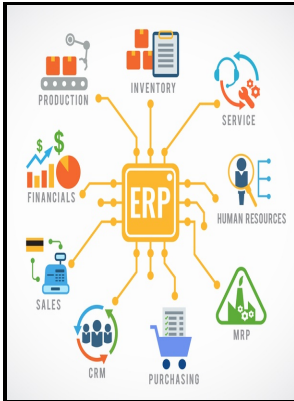 PRODUCTION
INVENTORY
SERVICE
$ $
FINANCIALS
ERP
HUMAN RESOURCES
SALES
MRP
CRM
PURCHASING